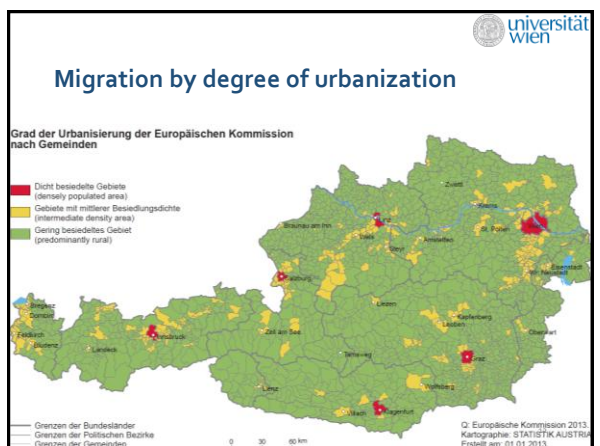 universität
wien
Migration by degree of urbanization
Grad der Urbanisierung der Europäischen Kommission
nach Gemeinden
Dicht besiedelte Gebiete
(densely populated area)
Gebiete mit mittlerer Besiedlungsdichte
(intermediate density area)
Gering besiedeltes Gebiet
(predominantly rural)
Zwettl
Krems
Braunau am Inn
Wels
Steyr
Amstetten
St. Pölten
Eisenstadt
Wr. Neustadt
Salzburg
Bregenz
Dornbirn
Feldkirch
Bludenz
Landeck
Innsbruck
Zell am See
Liezen
Leoben
Kapfenberg
Oberwart
Tamsweg
Graz
Lienz
Wolfsberg
Villach
Klagenfurt
Grenzen der Bundesländer
Grenzen der Politischen Bezirke
Grenzen der Gemeinden
0 30 60 km
Q: Europäische Kommission 2013.
Kartographie: STATISTIK AUSTRIA
Erstellt am: 01.01.2013